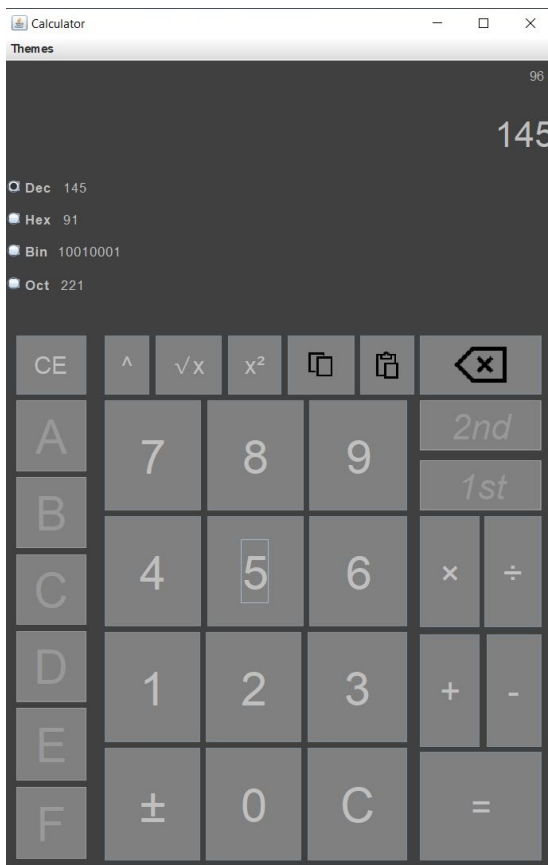 Calculator
Themes
96
145
Dec 145
Hex 91
Bin 10010001
Oct 221
CE ^ √x x²
A 7 8 9 2nd
1st
B
4 5 6 × ÷
C
D 1 2 3 + -
E
F ± 0 C =